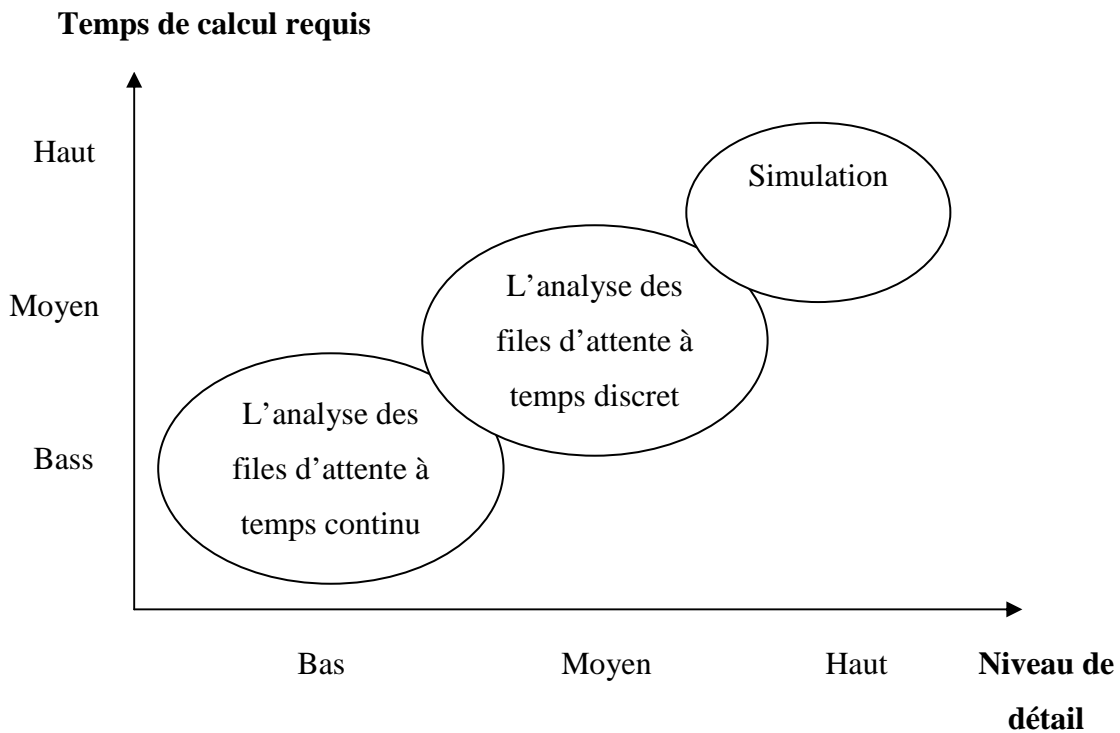 Temps de calcul requis
Haut
Simulation
L’analyse des
files d’attente à
temps discret
Moyen
L’analyse des
files d’attente à
temps continu
Bass
Bas
Moyen
Haut
Niveau de
détail